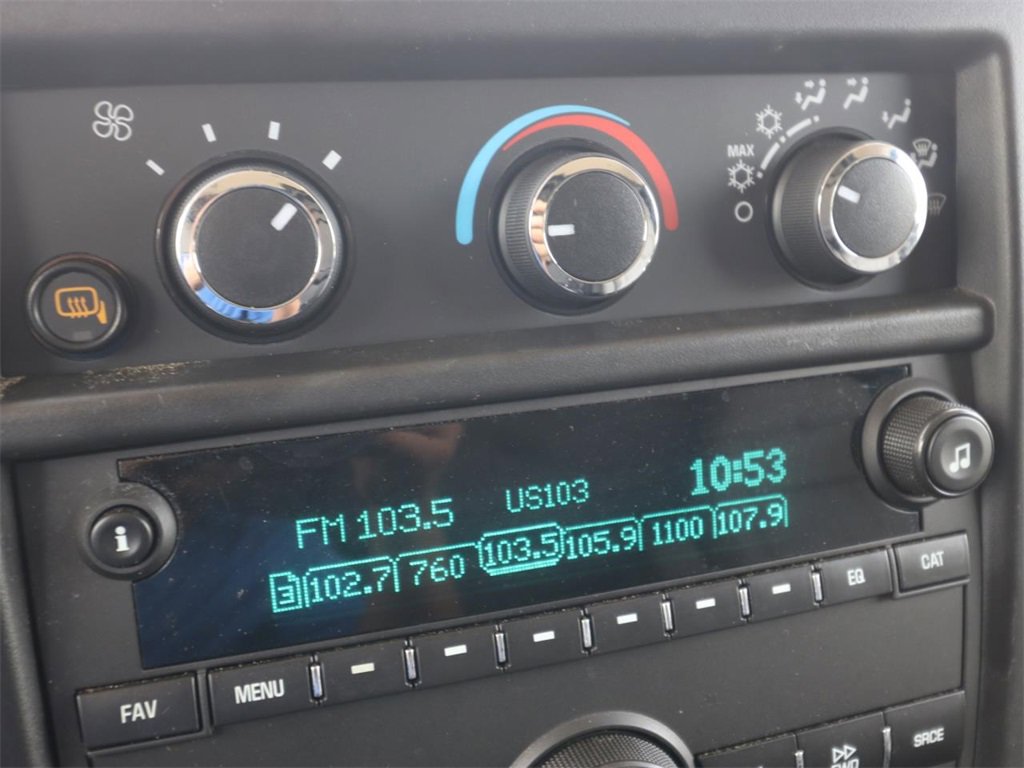 MAX
i
10:53
FM 103.5 US103
3 102.7 760 103.5 105.9 1100 107.9
FAV MENU EQ CAT
SRCE